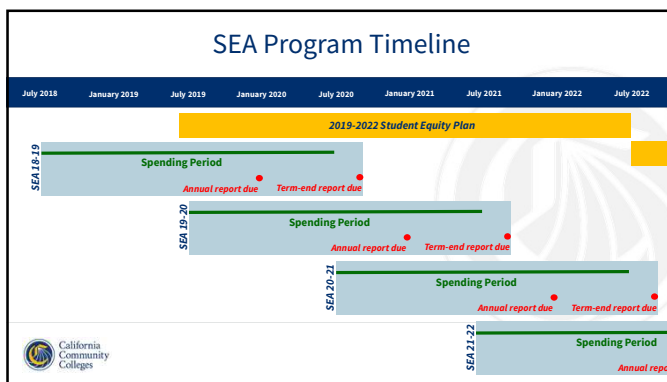 SEA Program Timeline
July 2018 January 2019 July 2019 January 2020 July 2020 January 2021 July 2021 January 2022 July 2022
2019-2022 Student Equity Plan
SEA 18-19
Spending Period
Annual report due Term-end report due
SEA 19-20
Spending Period
Annual report due Term-end report due
SEA 20-21
Spending Period
Annual report due Term-end report due
SEA 21-22
Spending Period
Annual repo
California
Community
Colleges